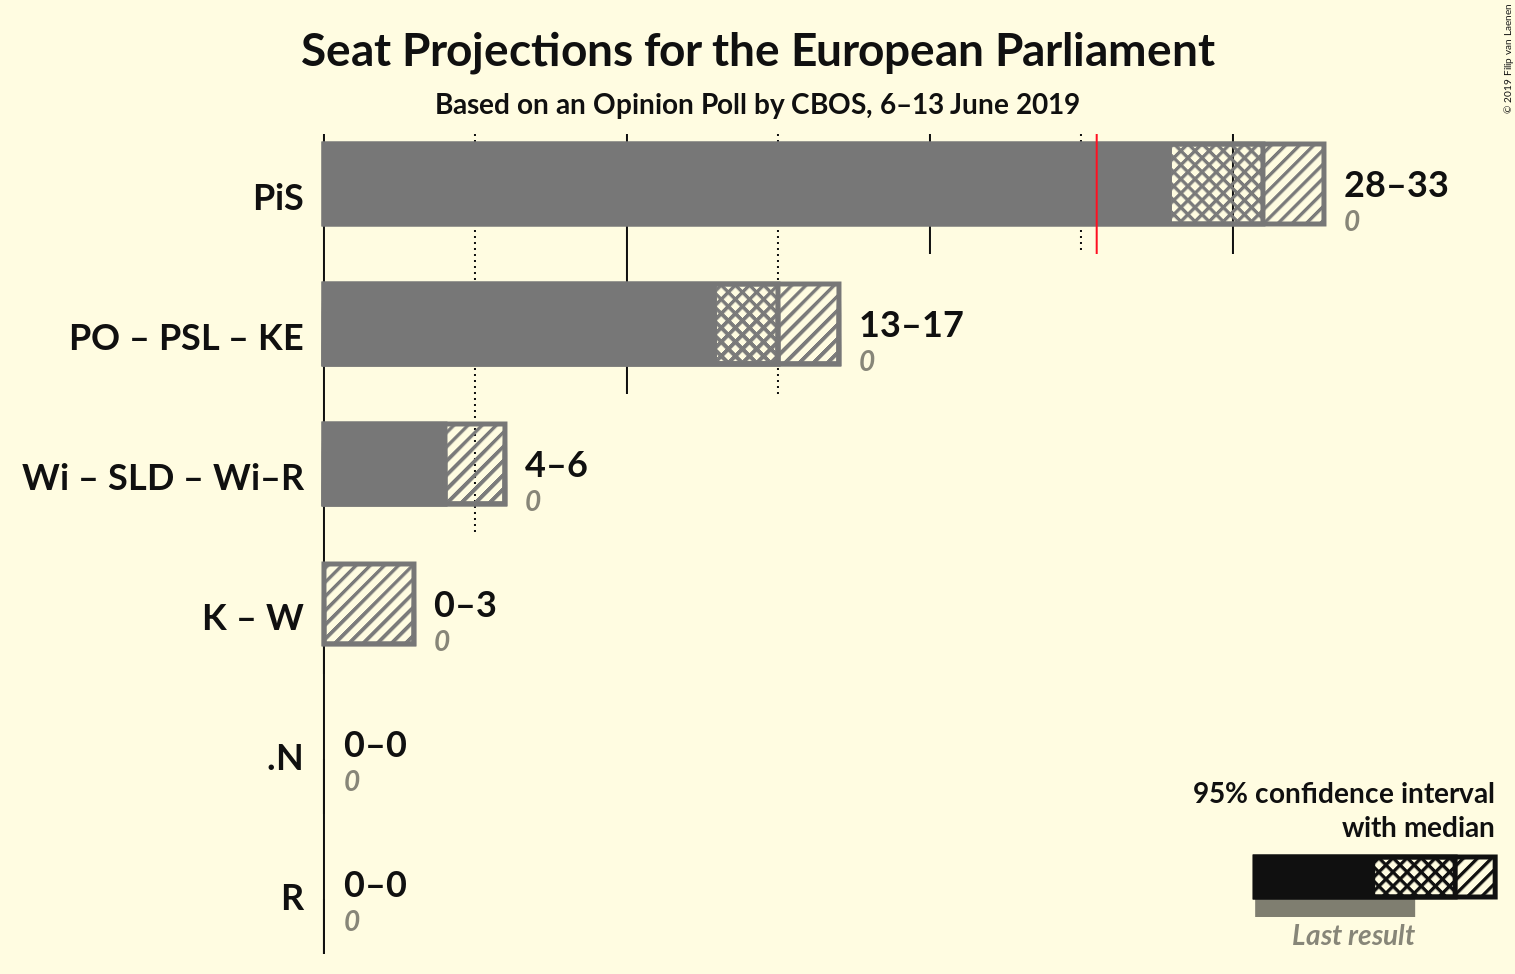 Seat Projections for the European Parliament
Based on an Opinion Poll by CBOS, 6–13 June 2019
© 2019 Filip van Laenen
PiS
28–33
0
PO – PSL – KE
13–17
0
Wi – SLD – Wi–R
4–6
0
K – W
0–3
0
.N
0–0
0
R
0–0
0
95% confidence interval
with median
Last result